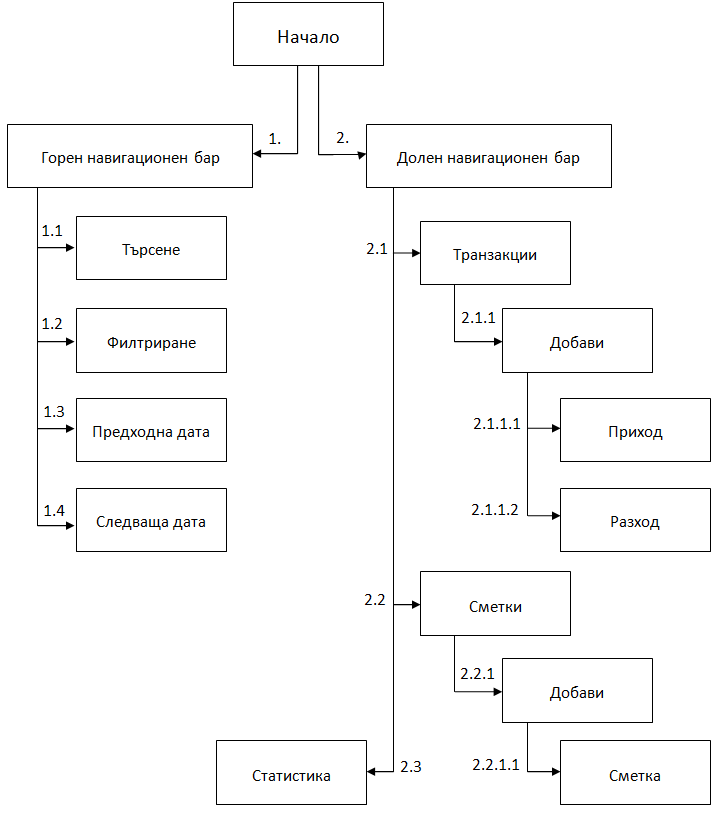 Начало
1.
2.
Горен навигационен бар
Долен навигационен бар
1.1
Търсене
1.2
Филтриране
1.3
Предходна дата
1.4
Следваща дата
2.1
Транзакции
2.1.1
Добави
2.1.1.1
Приход
2.1.1.2
Разход
2.2
Сметки
2.2.1
Добави
2.2.1.1
Сметка
2.3
Статистика